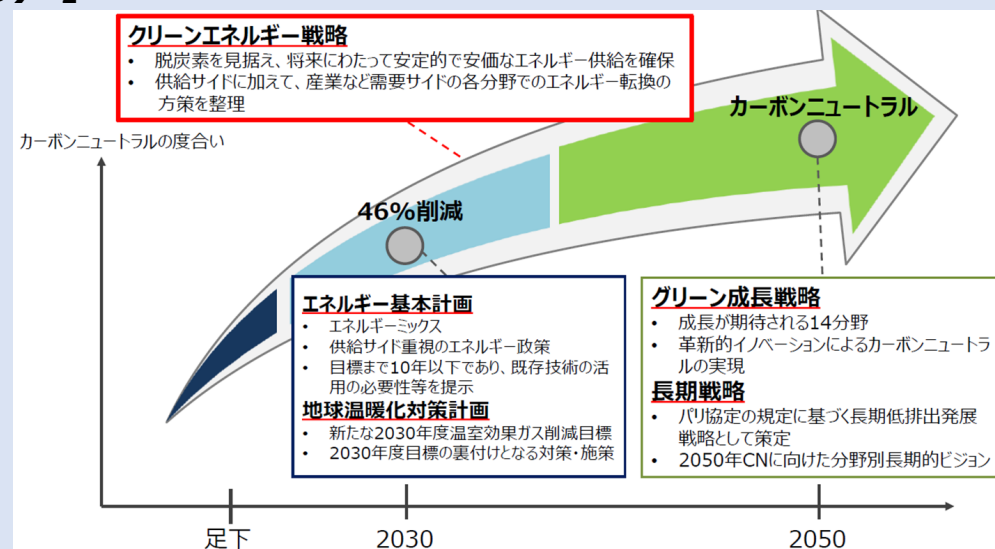 クリーンエネルギー戦略
• 脱炭素を見据え、将来にわたって安定的で安価なエネルギー供給を確保
• 供給サイドに加えて、産業など需要サイドの各分野でのエネルギー転換の
方策を整理
カーボンニュートラル
カーボンニュートラルの度合い
46%削減
エネルギー基本計画
• エネルギーミックス
• 供給サイド重視のエネルギー政策
• 目標まで10年以下であり、既存技術の活
用の必要性等を提示
地球温暖化対策計画
• 新たな2030年度温室効果ガス削減目標
• 2030年度目標の裏付けとなる対策・施策
グリーン成長戦略
• 成長が期待される14分野
• 革新的イノベーションによるカーボンニュートラ
ルの実現
長期戦略
• パリ協定の規定に基づく長期低排出発展
戦略として策定
• 2050年CNに向けた分野別長期的ビジョン
足下
2030
2050